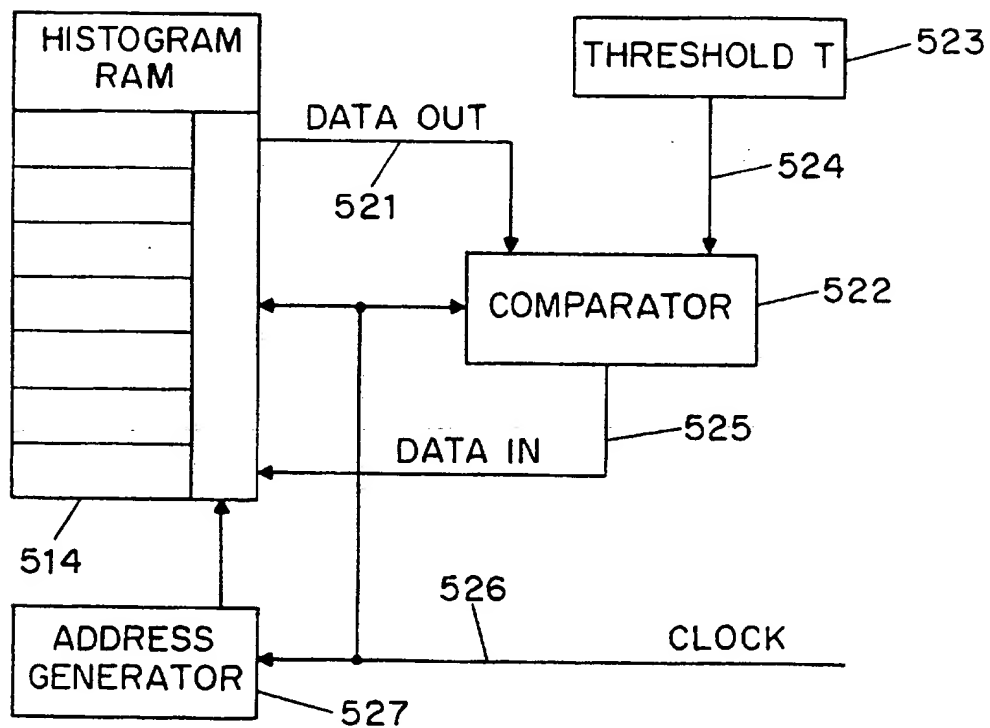 HISTOGRAM
RAM
THRESHOLD T
523
DATA OUT
521
524
COMPARATOR
522
DATA IN
525
514
526
CLOCK
ADDRESS
GENERATOR
527